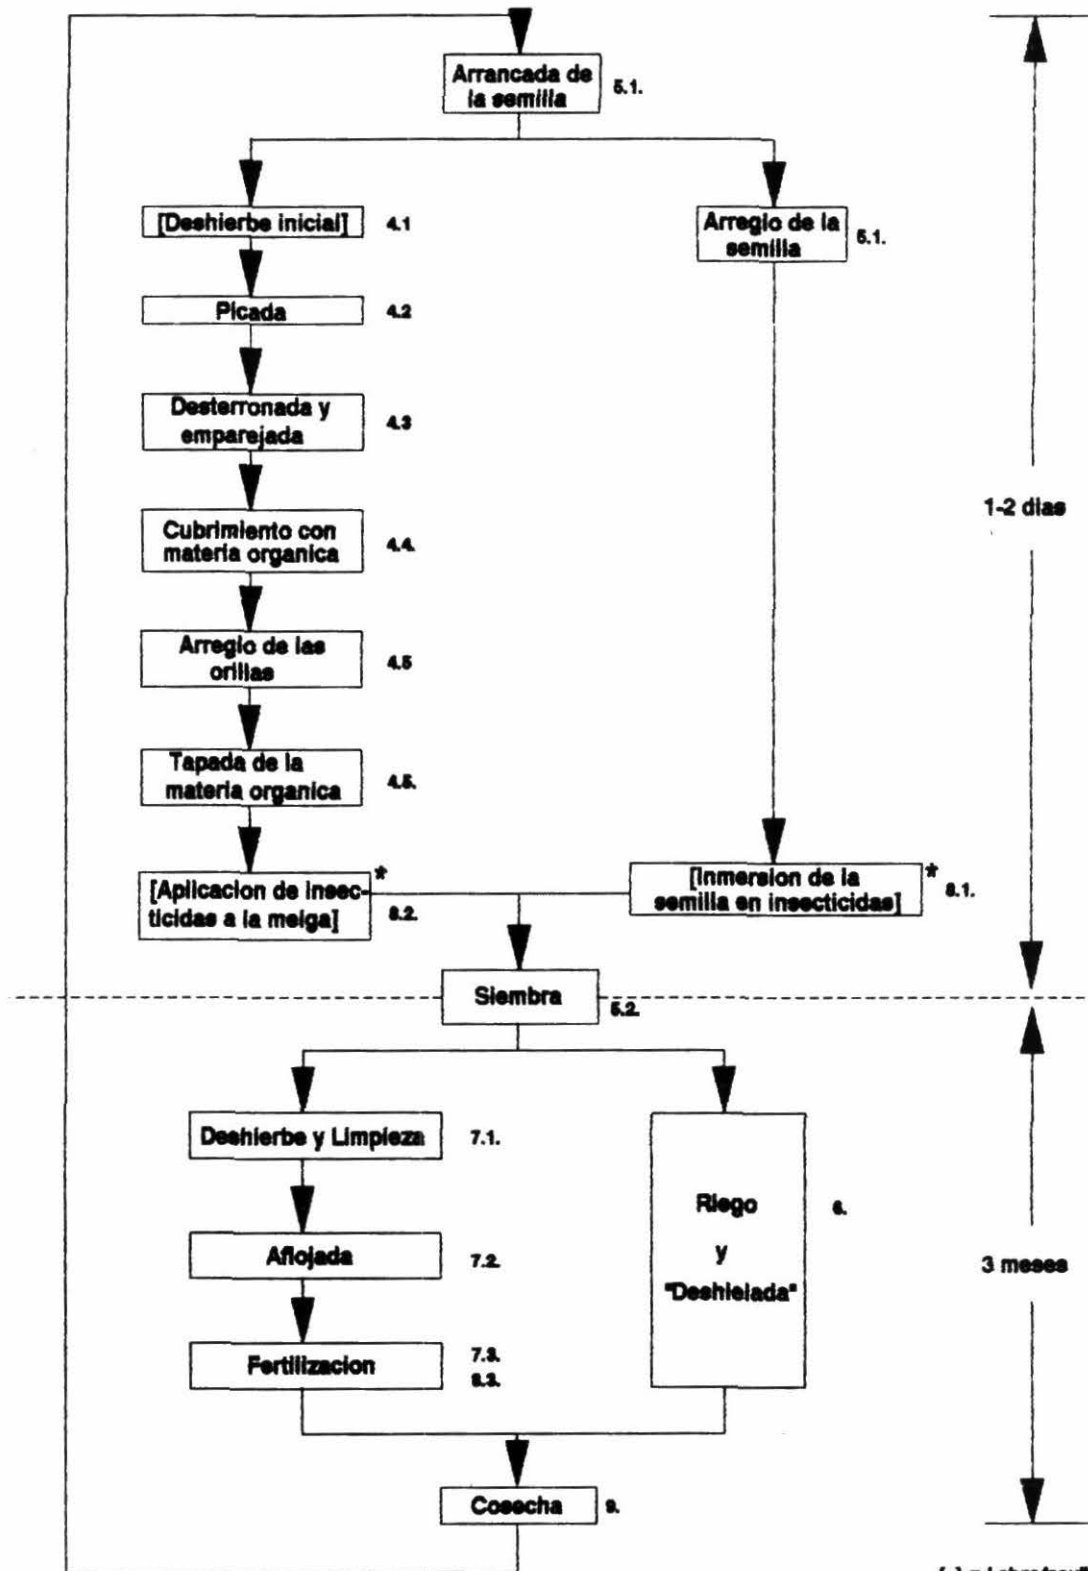 Arrancada de
la semilla
5.1.
[Deshierbe inicial]
4.1
Arreglo de la
semilla
5.1.
Picada
4.2
Desterronada y
emparejada
4.3
Cubrimiento con
materia organica
4.4.
Arreglo de las
orillas
4.5
Tapada de la
materia organica
4.5.
[Aplicacion de insec-
ticidas a la melga]
*
8.2.
[Inmersion de la
semilla en insecticidas]
*
8.1.
1-2 dias
Siembra
5.2.
Deshierbe y Limpieza
7.1.
Aflojada
7.2.
Fertilizacion
7.3.
8.3.
Riego
y
"Deshielada"
6.
3 meses
Cosecha
9.